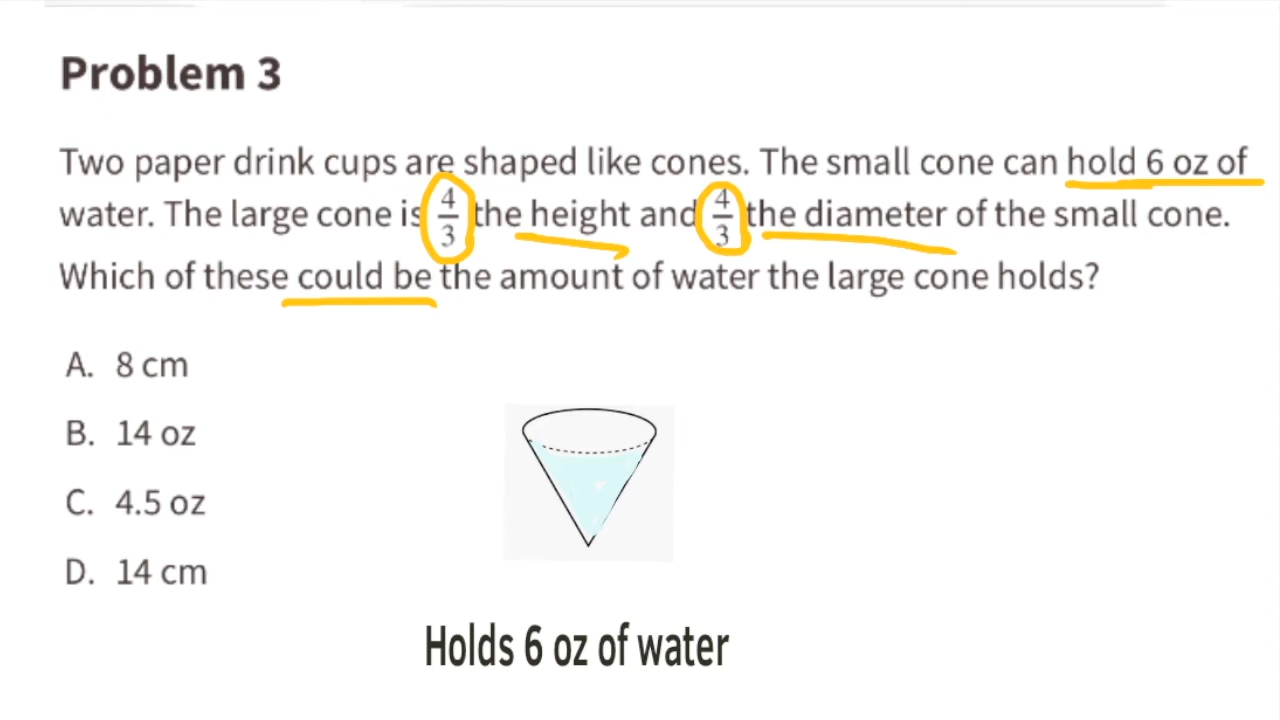 Problem 3
Two paper drink cups are shaped like cones. The small cone can hold 6 oz of
water. The large cone is 4/3 the height and 4/3 the diameter of the small cone.
Which of these could be the amount of water the large cone holds?
A. 8 cm
B. 14 oz
C. 4.5 oz
D. 14 cm
Holds 6 oz of water